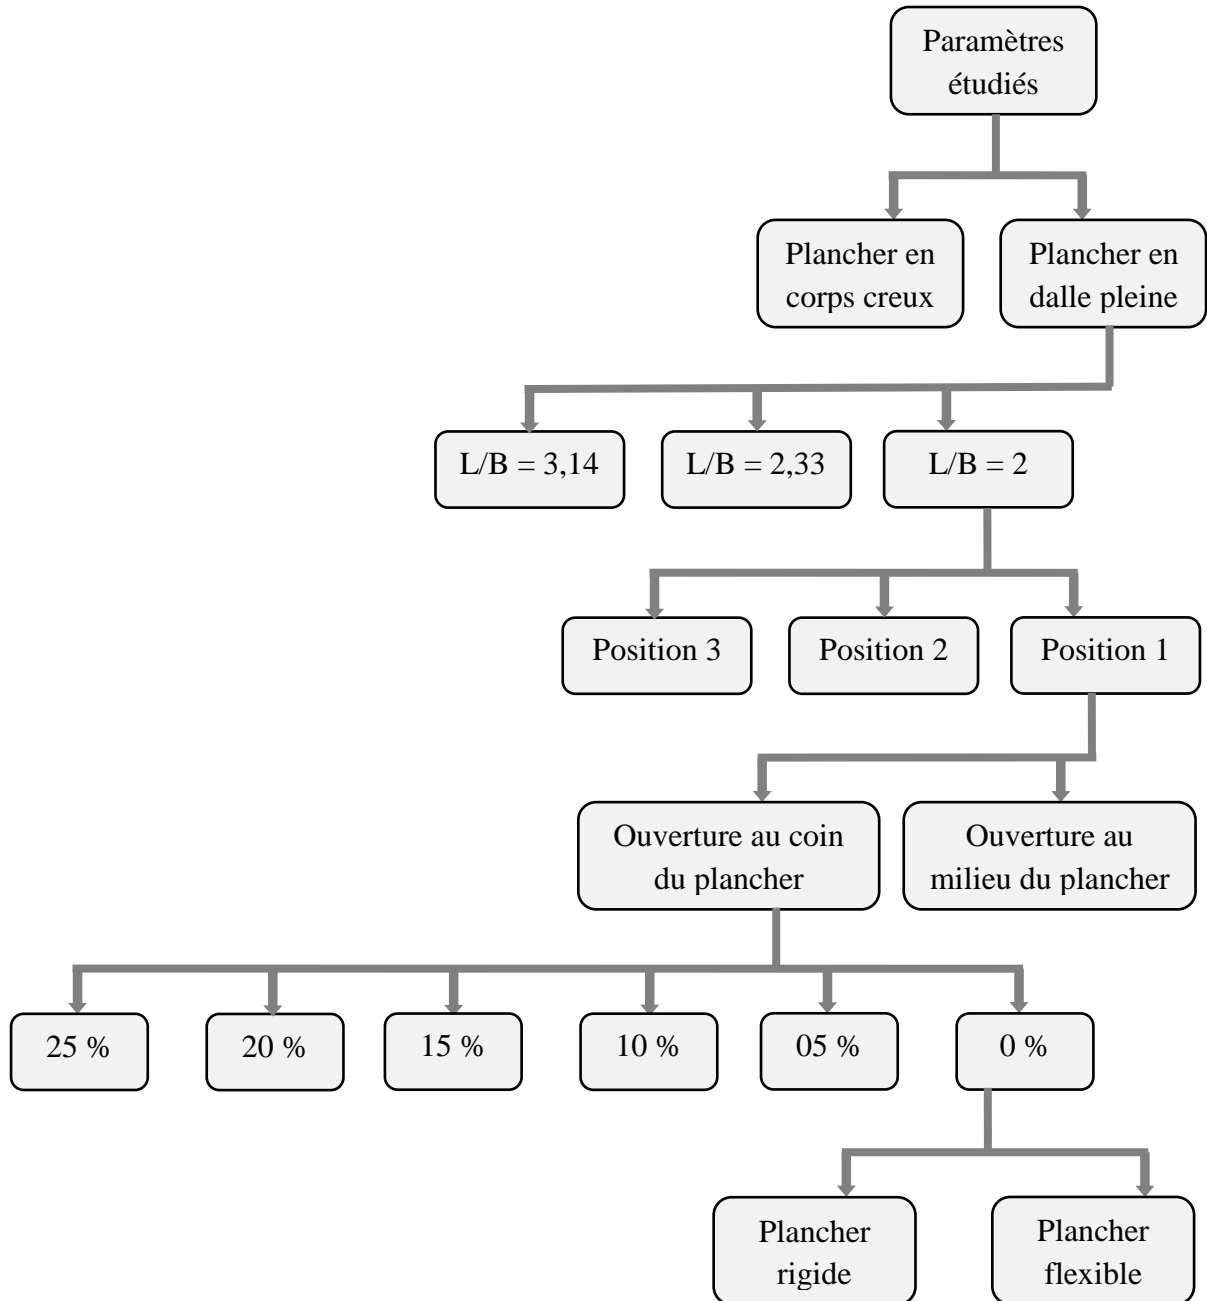 Paramètres
étudiés
Plancher en
corps creux
Plancher en
dalle pleine
L/B = 3,14
L/B = 2,33
L/B = 2
Position 3
Position 2
Position 1
Ouverture au coin
du plancher
Ouverture au
milieu du plancher
25 %
20 %
15 %
10 %
05 %
0 %
Plancher
rigide
Plancher
flexible